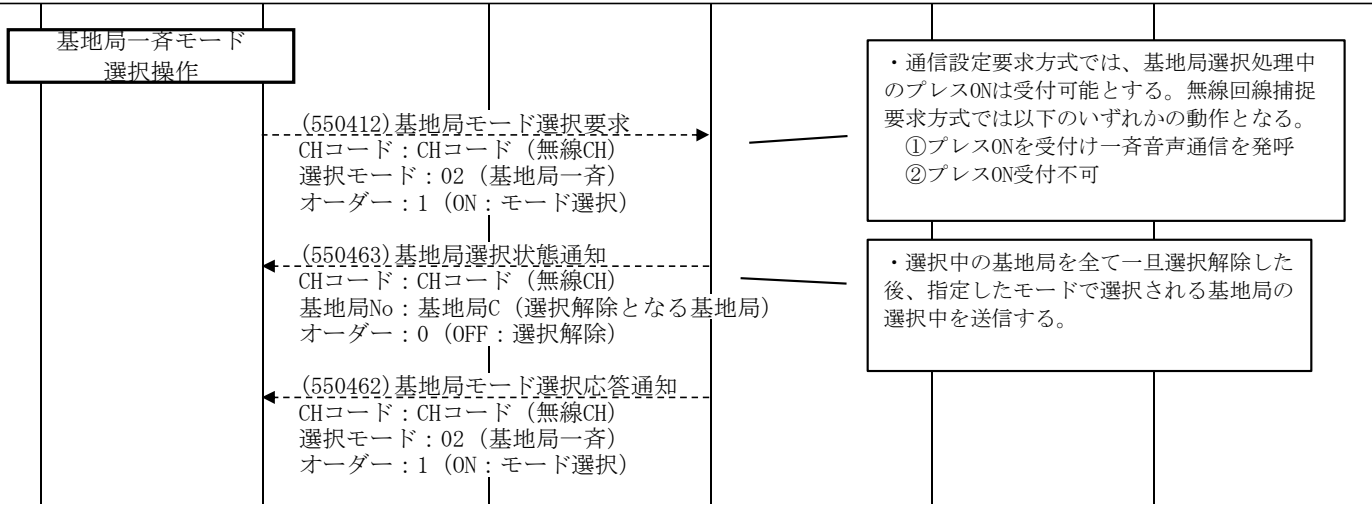 基地局一斉モード
選択操作
(550412)基地局モード選択要求
CHコード：CHコード（無線CH）
選択モード：02（基地局一斉）
オーダー：1（ON：モード選択）
・通信設定要求方式では、基地局選択処理中
のプレスONは受付可能とする。無線回線捕捉
要求方式では以下のいずれかの動作となる。
①プレスONを受付け一斉音声通信を発呼
②プレスON受付不可
(550463)基地局選択状態通知
CHコード：CHコード（無線CH）
基地局No：基地局C（選択解除となる基地局）
オーダー：0（OFF：選択解除）
・選択中の基地局を全て一旦選択解除した
後、指定したモードで選択される基地局の
選択中を送信する。
(550462)基地局モード選択応答通知
CHコード：CHコード（無線CH）
選択モード：02（基地局一斉）
オーダー：1（ON：モード選択）